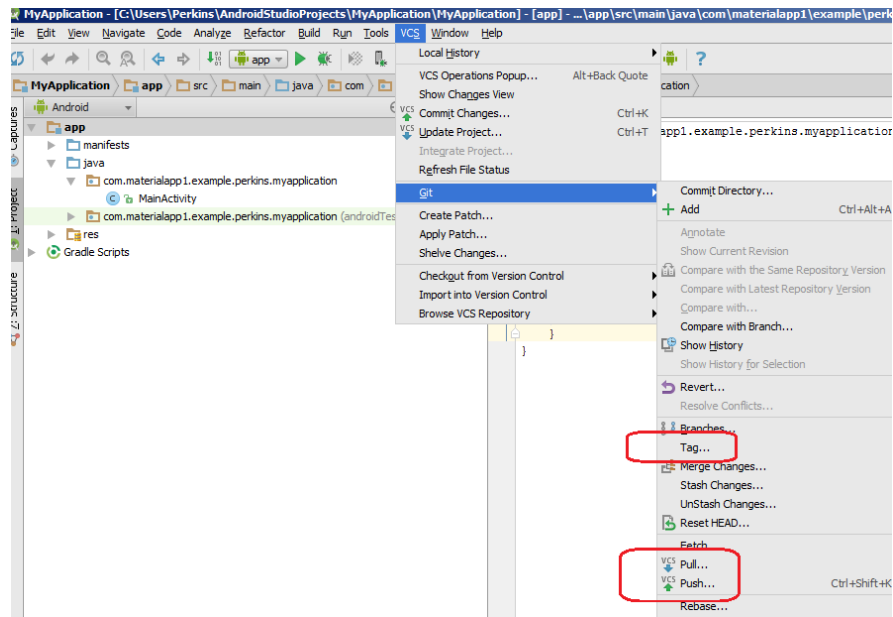 MyApplication - [C:\Users\Perkins\AndroidStudioProjects\MyApplication\MyApplication] - [app] - ...\app\src\main\java\com\materialapp1\example\perk
File Edit View Navigate Code Analyze Refactor Build Run Tools VCS Window Help
app
MyApplication app src main java com
cation
Android
Captures
1: Project
7: Structure
app
manifests
java
com.materialapp1.example.perkins.myapplication
MainActivity
com.materialapp1.example.perkins.myapplication (androidTes
res
Gradle Scripts
Local History
VCS Operations Popup... Alt+Back Quote
Show Changes View
Commit Changes... Ctrl+K
Update Project... Ctrl+T
Integrate Project...
Refresh File Status
Git
Create Patch...
Apply Patch...
Shelve Changes...
Checkout from Version Control
Import into Version Control
Browse VCS Repository
app1.example.perkins.myapplication
}
}
Commit Directory...
Add Ctrl+Alt+A
Annotate
Show Current Revision
Compare with the Same Repository Version
Compare with Latest Repository Version
Compare with...
Compare with Branch...
Show History
Show History for Selection
Revert...
Resolve Conflicts...
Branches...
Tag...
Merge Changes...
Stash Changes...
UnStash Changes...
Reset HEAD...
Fetch
Pull...
Push... Ctrl+Shift+K
Rebase...